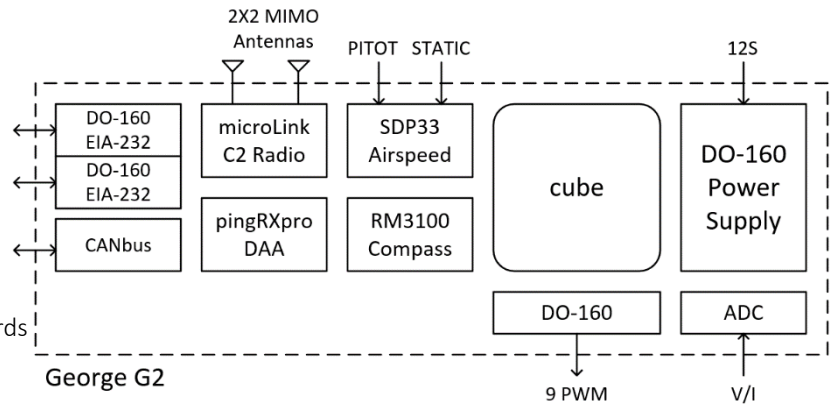 2X2 MIMO
Antennas
PITOT STATIC
12S
DO-160
EIA-232
DO-160
EIA-232
CANbus
microLink
C2 Radio
pingRXpro
DAA
SDP33
Airspeed
RM3100
Compass
cube
DO-160
Power
Supply
DO-160
ADC
George G2
9 PWM
V/I